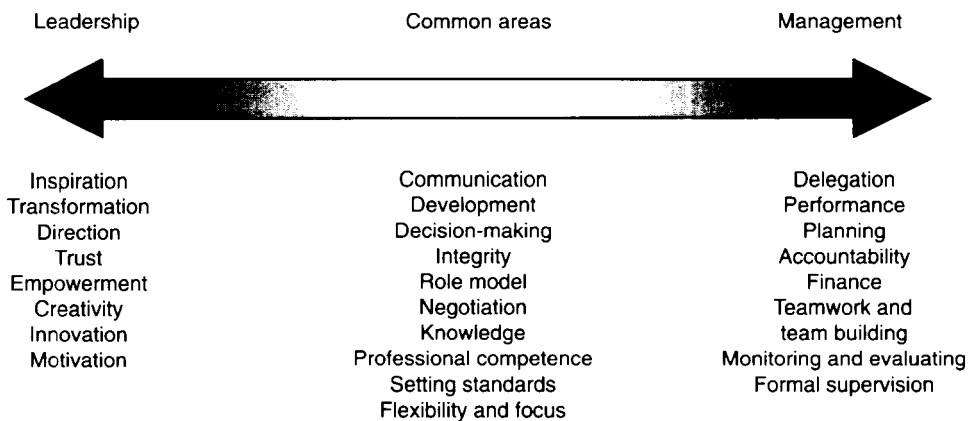 Leadership
Common areas
Management
Inspiration
Transformation
Direction
Trust
Empowerment
Creativity
Innovation
Motivation
Communication
Development
Decision-making
Integrity
Role model
Negotiation
Knowledge
Professional competence
Setting standards
Flexibility and focus
Delegation
Performance
Planning
Accountability
Finance
Teamwork and
team building
Monitoring and evaluating
Formal supervision